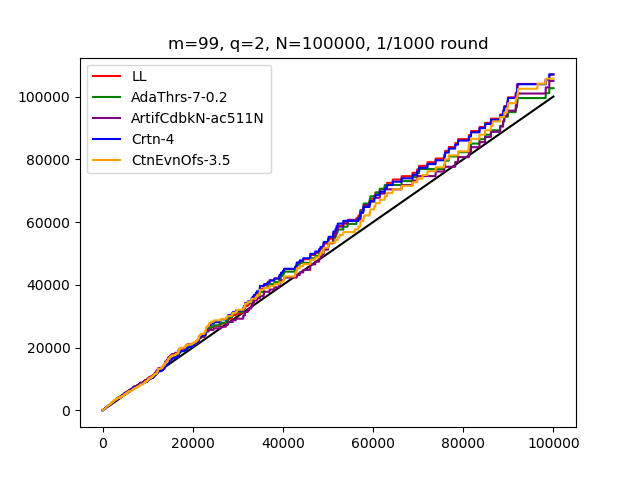 m=99, q=2, N=100000, 1/1000 round
LL
AdaThrs-7-0.2
ArtifCdbkN-ac511N
Crtn-4
CtnEvnOfs-3.5
100000
80000
60000
40000
20000
0
0 20000 40000 60000 80000 100000